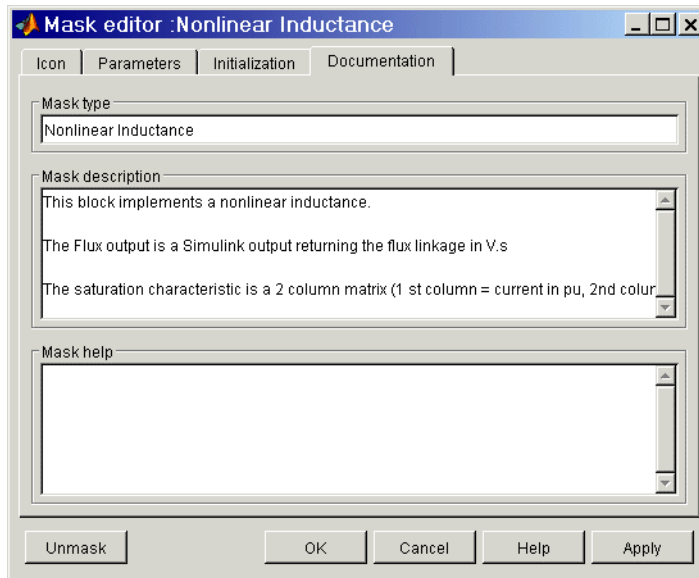 Mask editor :Nonlinear Inductance
Icon
Parameters
Initialization
Documentation
Mask type
Nonlinear Inductance
Mask description
This block implements a nonlinear inductance.
The Flux output is a Simulink output returning the flux linkage in V.s
The saturation characteristic is a 2 column matrix (1 st column = current in pu, 2nd colun
Mask help
Unmask
OK
Cancel
Help
Apply